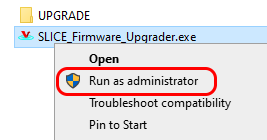 UPGRADE
SLICE_Firmware_Upgrader.exe
Open
Run as administrator
Troubleshoot compatibility
Pin to Start